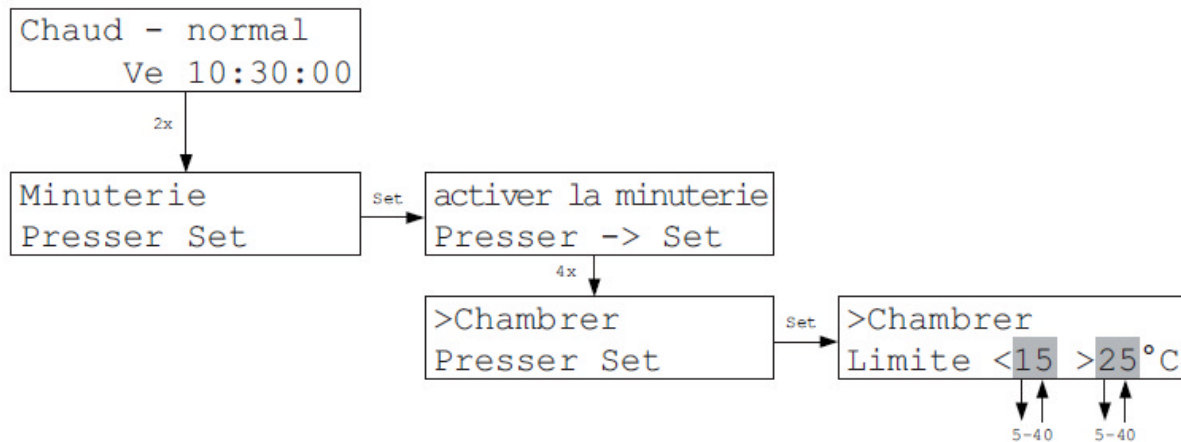 Chaud - normal
Ve 10:30:00
2x
Minuterie
Presser Set
Set
activer la minuterie
Presser -> Set
4x
>Chambrer
Presser Set
Set
>Chambrer
Limite <15 >25°C
5-40 5-40